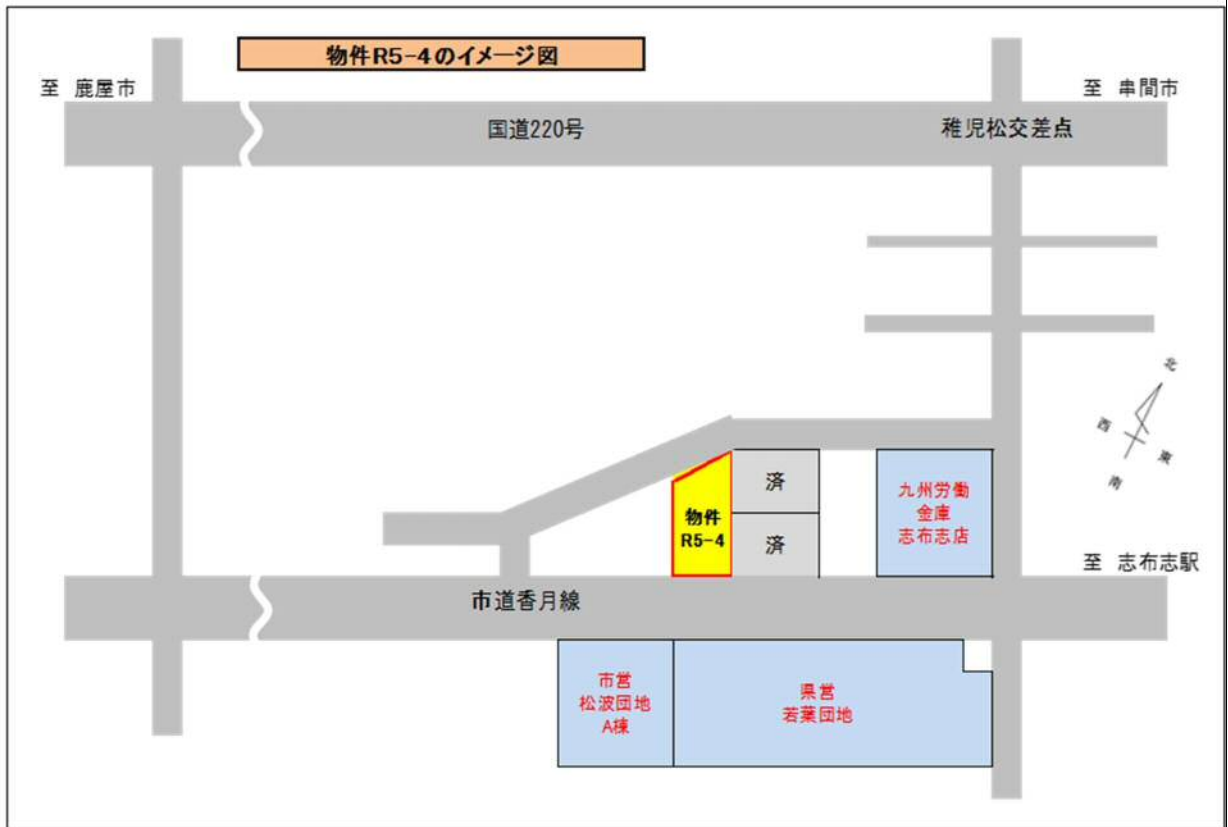 物件R5-4のイメージ図
至 鹿屋市
至 串間市
国道220号
稚児松交差点
北
西
東
南
済
九州労働
金庫
志布志店
物件
R5-4
済
至 志布志駅
市道香月線
市営
松波団地
A棟
県営
若葉団地